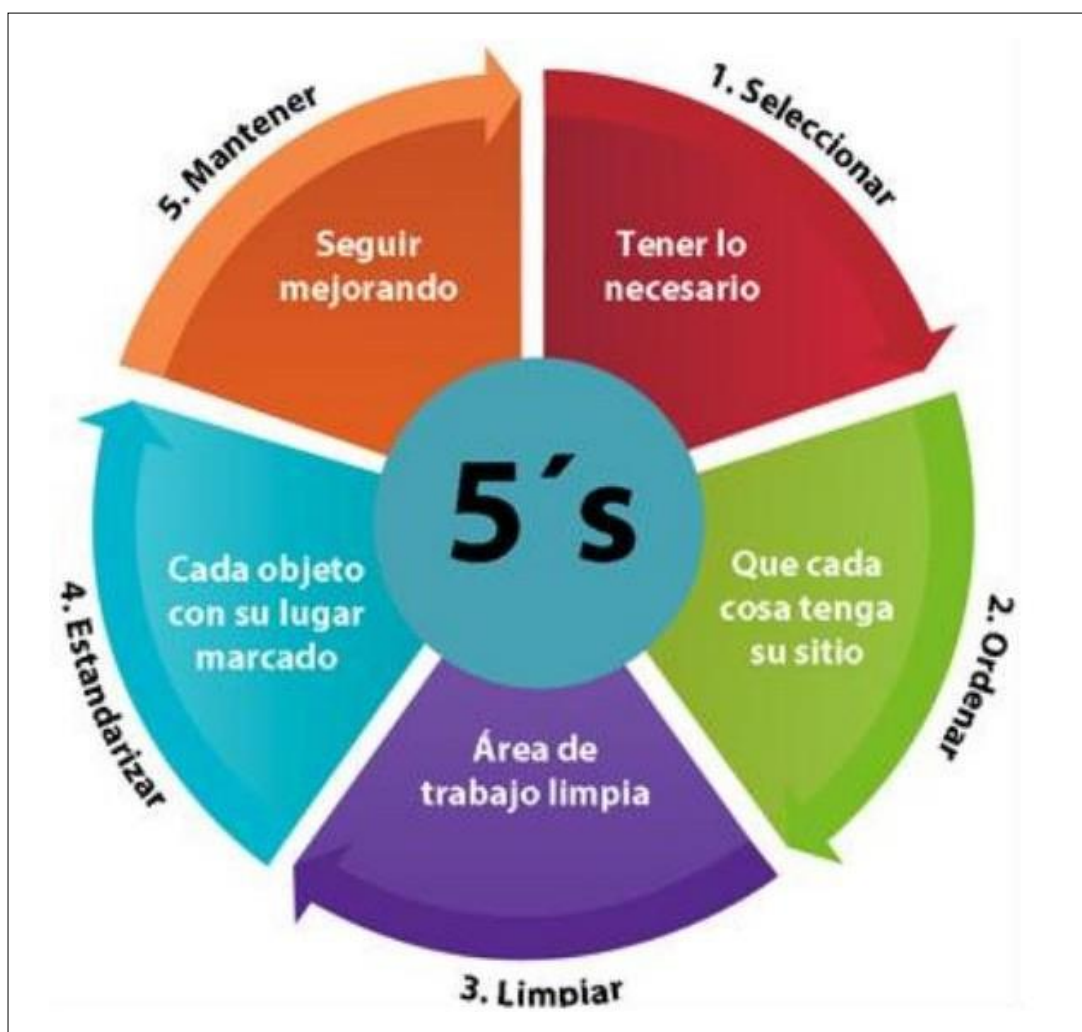 5´s
1. Seleccionar
Tener lo
necesario
2. Ordenar
Que cada
cosa tenga
su sitio
3. Limpiar
Área de
trabajo limpia
4. Estandarizar
Cada objeto
con su lugar
marcado
5. Mantener
Seguir
mejorando